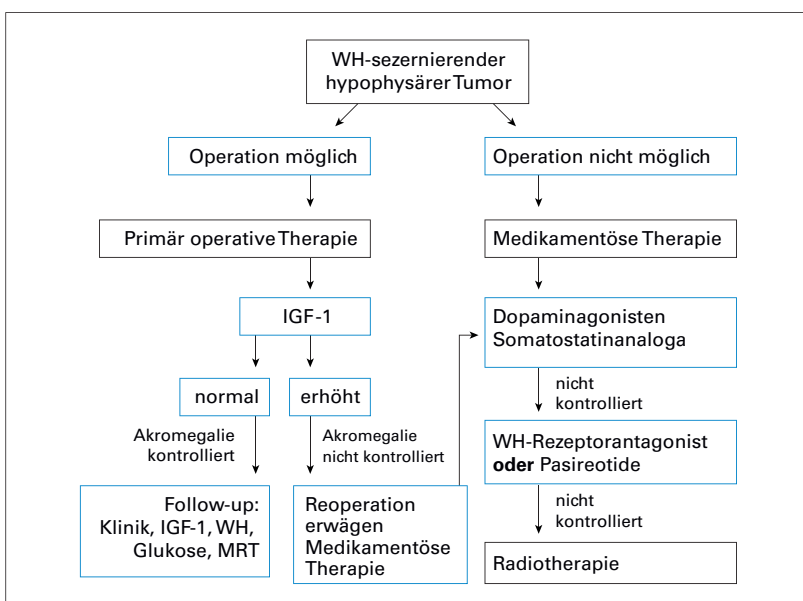 WH-sezernierender
hypophysärer Tumor
Operation möglich
Operation nicht möglich
Primär operative Therapie
Medikamentöse Therapie
IGF-1
Dopaminagonisten
Somatostatinanaloga
normal
erhöht
nicht
kontrolliert
Akromegalie
kontrolliert
Akromegalie
nicht kontrolliert
WH-Rezeptorantagonist
oder Pasireotide
Follow-up:
Klinik, IGF-1, WH,
Glukose, MRT
Reoperation
erwägen
Medikamentöse
Therapie
nicht
kontrolliert
Radiotherapie